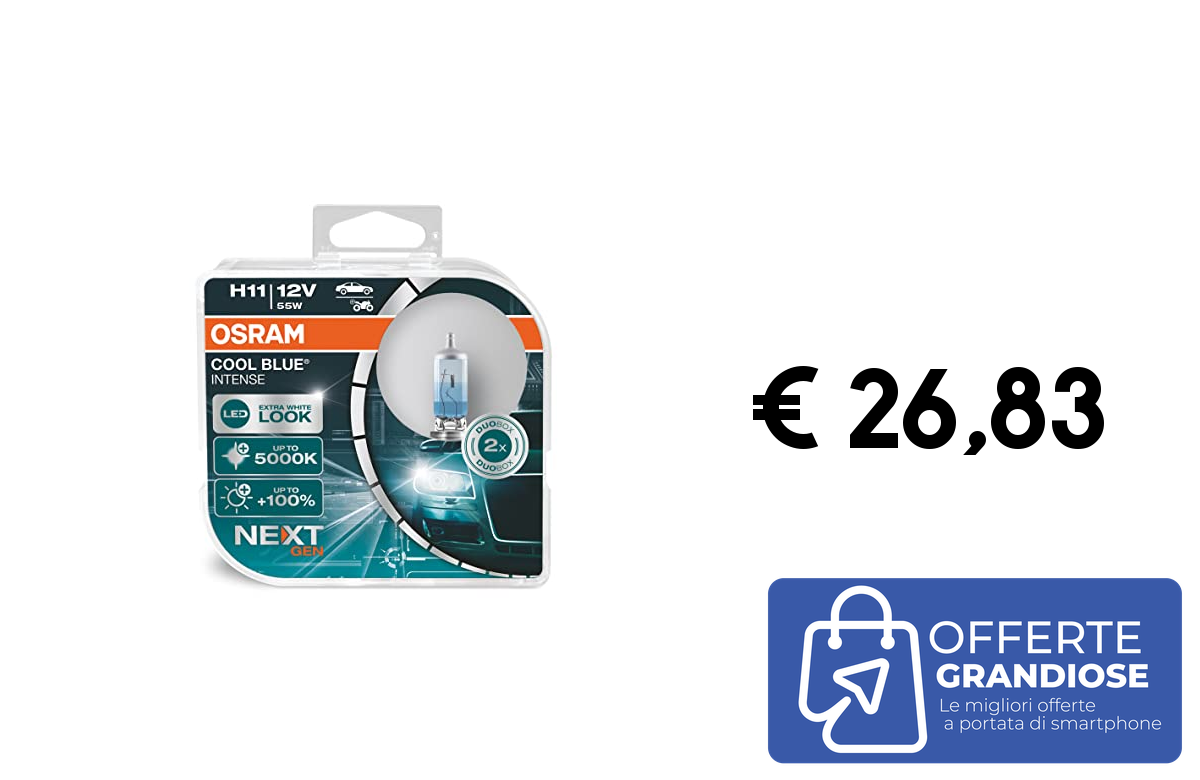 H11 12V
55W
OSRAM
COOL BLUE®
INTENSE
LED EXTRA WHITE
LOOK
UP TO
5000K
UP TO
+100%
NEXT
GEN
DUOBOX
2x
DUOBOX
€ 26,83
OFFERTE
GRANDIOSE
Le migliori offerte
a portata di smartphone